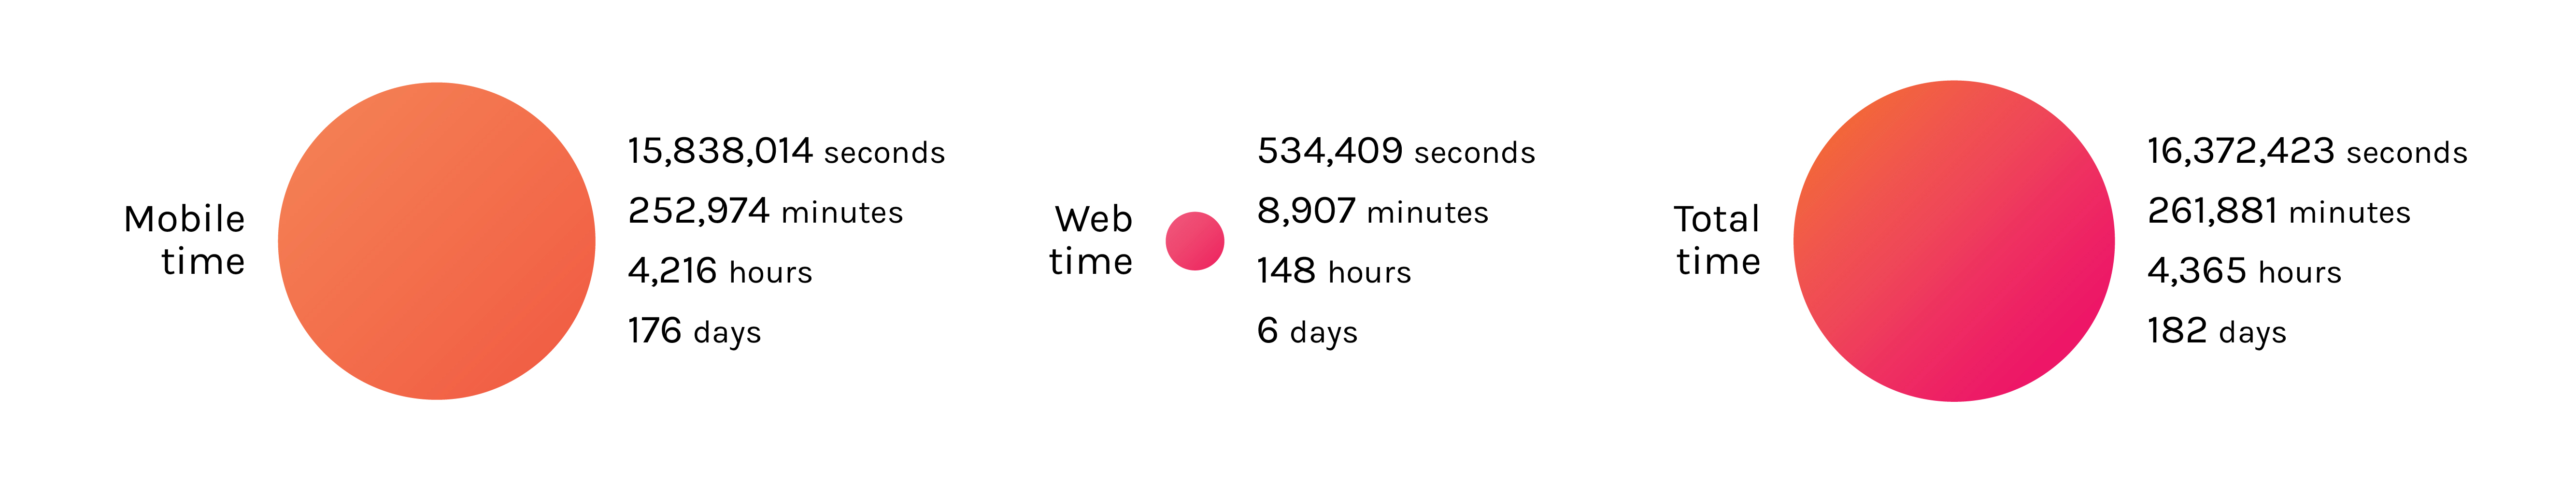 Mobile
time
15,838,014 seconds
252,974 minutes
4,216 hours
176 days
Web
time
534,409 seconds
8,907 minutes
148 hours
6 days
Total
time
16,372,423 seconds
261,881 minutes
4,365 hours
182 days